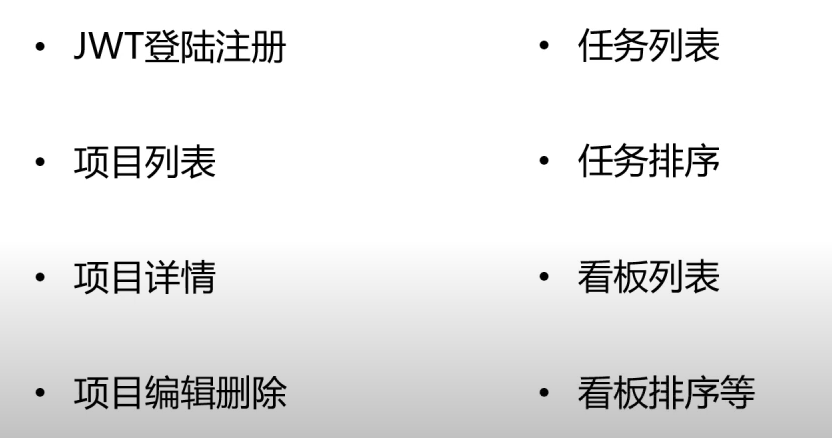 • JWT登陆注册
• 项目列表
• 项目详情
• 项目编辑删除
• 任务列表
• 任务排序
• 看板列表
• 看板排序等